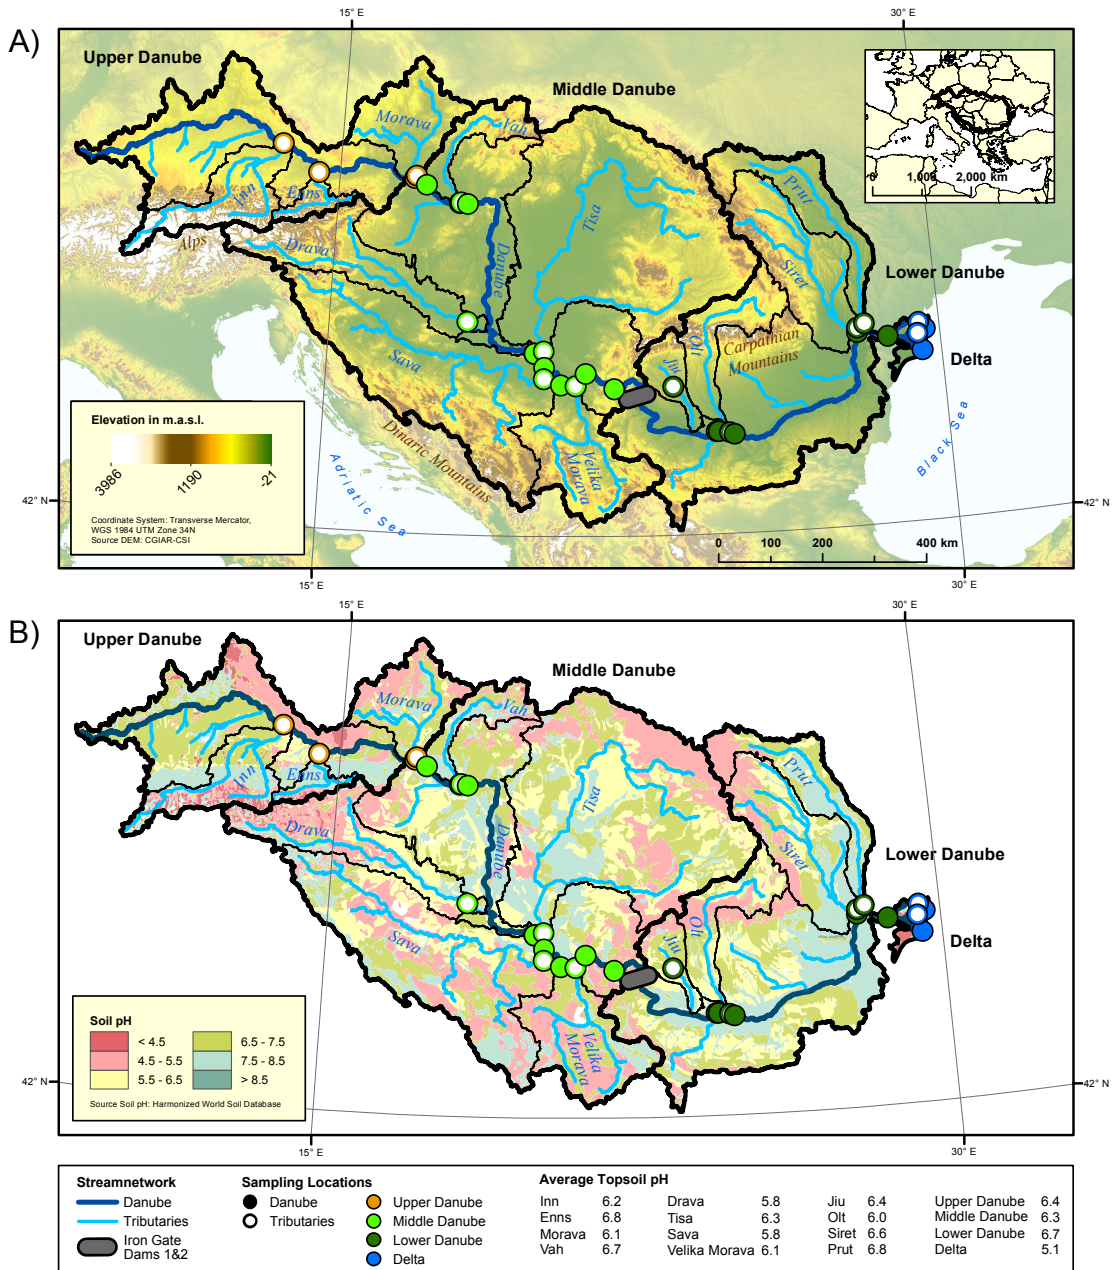 A)
15° E
30° E
Upper Danube
Middle Danube
Morava
Vah
Inn
Enns
Alps
Drava
Danube
Tisa
Prut
Siret
0
1,000
2,000 km
Lower Danube
Delta
Sava
Olt
Jiu
Carpathian
Mountains
Velika
Morava
Dinaric Mountains
Adriatic Sea
Black Sea
Elevation in m.a.s.l.
3986
1190
-21
Coordinate System: Transverse Mercator,
WGS 1984 UTM Zone 34N
Source DEM: CGIAR-CSI
42° N
42° N
0
100
200
400 km
15° E
30° E
B)
15° E
30° E
Upper Danube
Middle Danube
Morava
Vah
Inn
Enns
Drava
Danube
Tisa
Prut
Siret
Lower Danube
Delta
Sava
Olt
Jiu
Velika
Morava
Soil pH
< 4.5
6.5 - 7.5
4.5 - 5.5
7.5 - 8.5
5.5 - 6.5
> 8.5
Source Soil pH: Harmonized World Soil Database
42° N
42° N
15° E
30° E
Streamnetwork
Danube
Tributaries
Iron Gate
Dams 1&2
Sampling Locations
Danube
Tributaries
Upper Danube
Middle Danube
Lower Danube
Delta
Average Topsoil pH
Inn 6.2 Drava 5.8 Jiu 6.4 Upper Danube 6.4
Enns 6.8 Tisa 6.3 Olt 6.0 Middle Danube 6.3
Morava 6.1 Sava 5.8 Siret 6.6 Lower Danube 6.7
Vah 6.7 Velika Morava 6.1 Prut 6.8 Delta 5.1